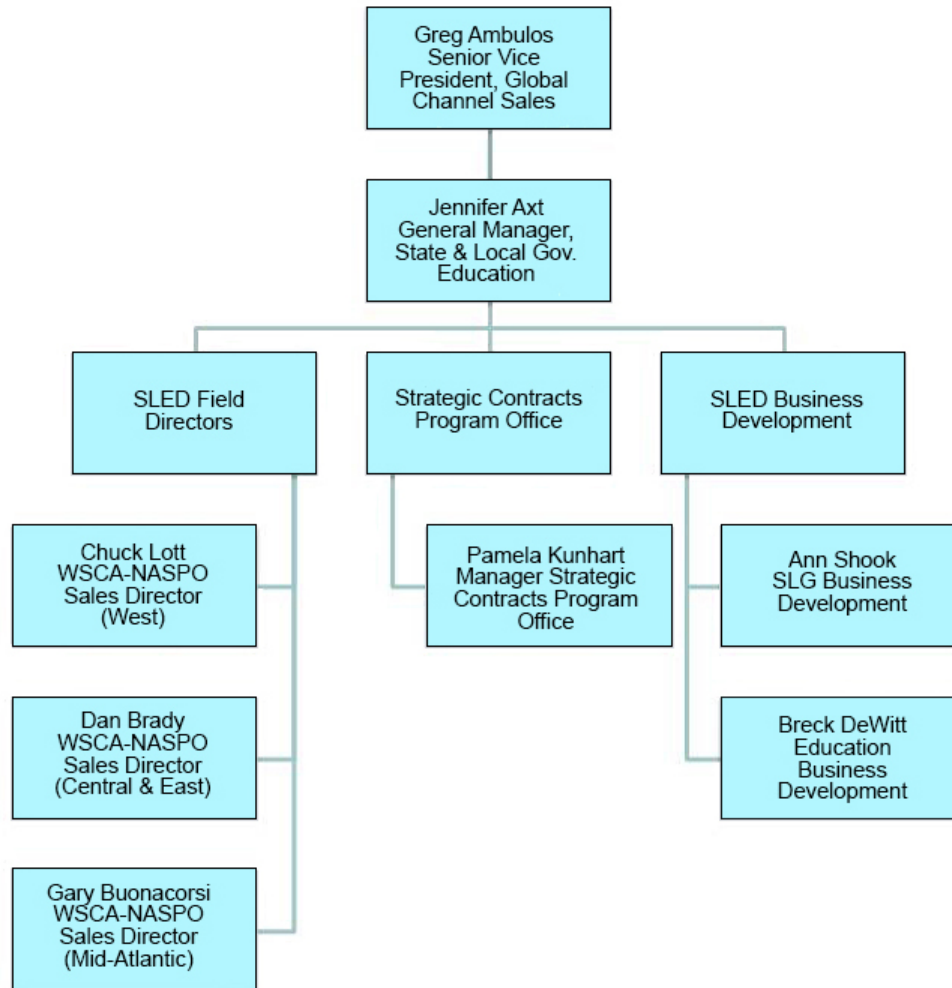 Greg Ambulos
Senior Vice
President, Global
Channel Sales
Jennifer Axt
General Manager,
State & Local Gov.
Education
SLED Field
Directors
Strategic Contracts
Program Office
SLED Business
Development
Chuck Lott
WSCA-NASPO
Sales Director
(West)
Pamela Kunhart
Manager Strategic
Contracts Program
Office
Ann Shook
SLG Business
Development
Dan Brady
WSCA-NASPO
Sales Director
(Central & East)
Breck DeWitt
Education
Business
Development
Gary Buonacorsi
WSCA-NASPO
Sales Director
(Mid-Atlantic)